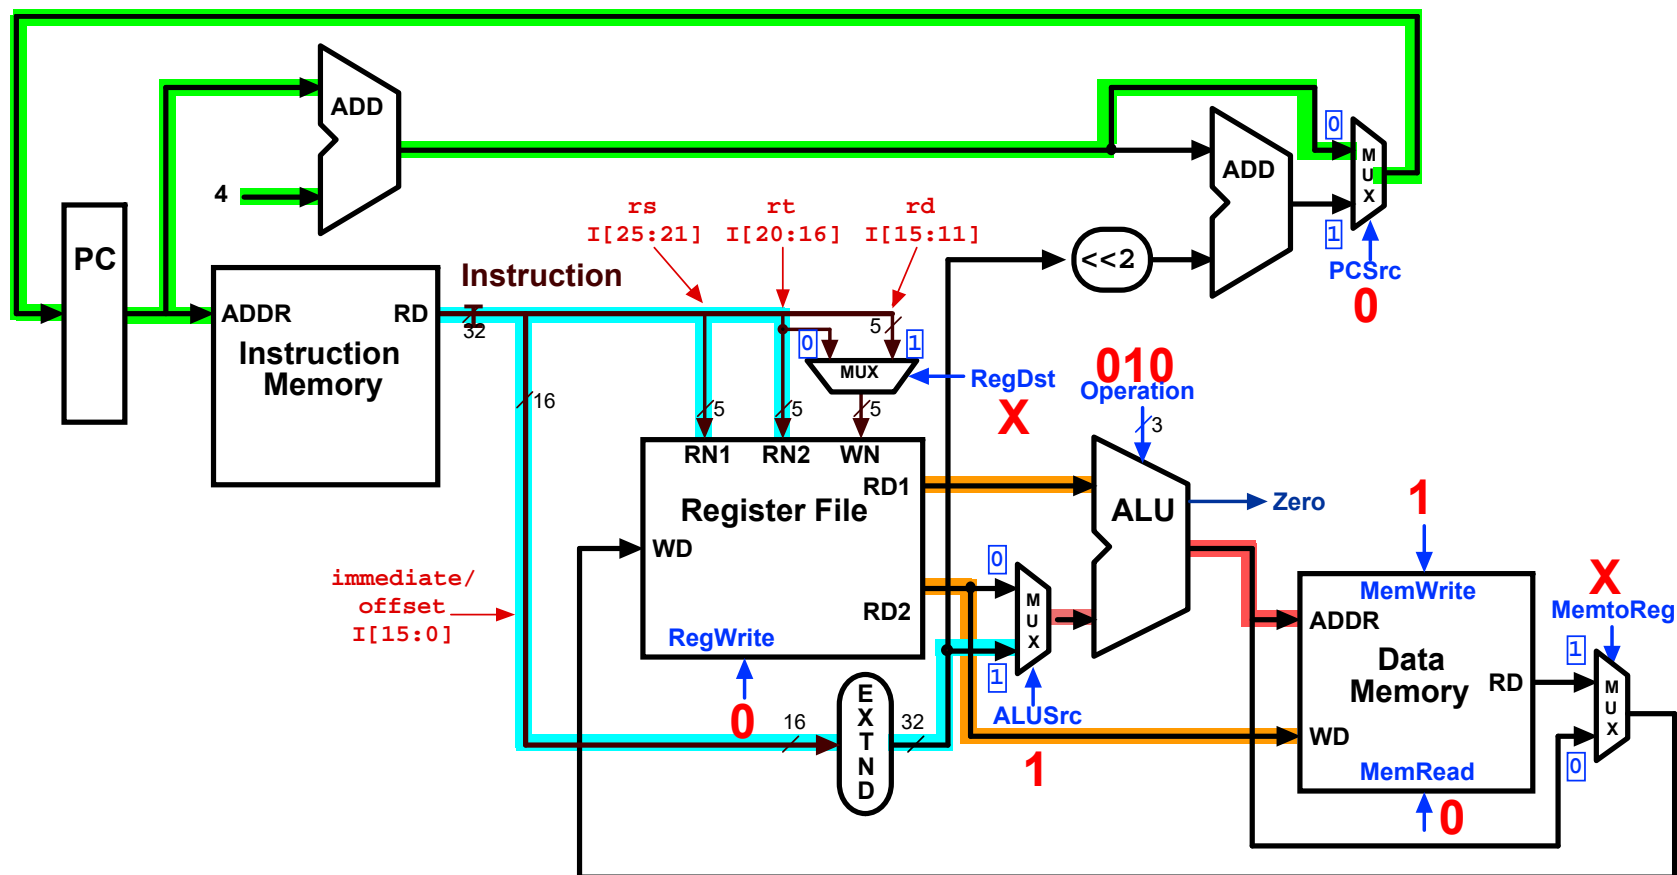 ADD
0
M
U
X
ADD
4
1
rs
rt
rd
I[25:21]
I[20:16]
I[15:11]
PC
<<2
PCSrc
0
Instruction
ADDR
RD
32
5
Instruction
Memory
0
1
MUX
RegDst
X
010
Operation
3
16
5
5
5
RN1
RN2
WN
RD1
Register File
ALU
Zero
WD
1
0
X
immediate/
offset
I[15:0]
M
U
X
MemWrite
MemtoReg
RD2
ADDR
RegWrite
Data
Memory
RD
1
M
U
X
1
ALUSrc
0
E
X
T
N
D
16
32
1
WD
MemRead
0
0